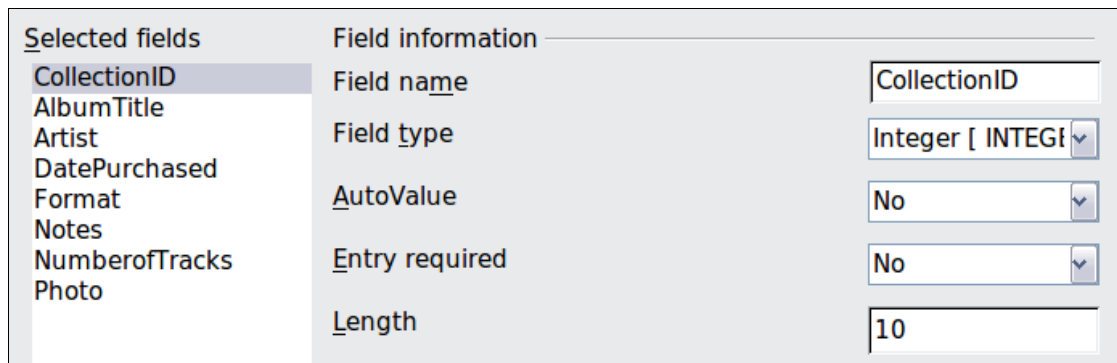 Selected fields
CollectionID
AlbumTitle
Artist
DatePurchased
Format
Notes
NumberofTracks
Photo
Field information
Field name CollectionID
Field type Integer [ INTEGE
AutoValue No
Entry required No
Length 10